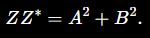 ZZ* = A² + B².